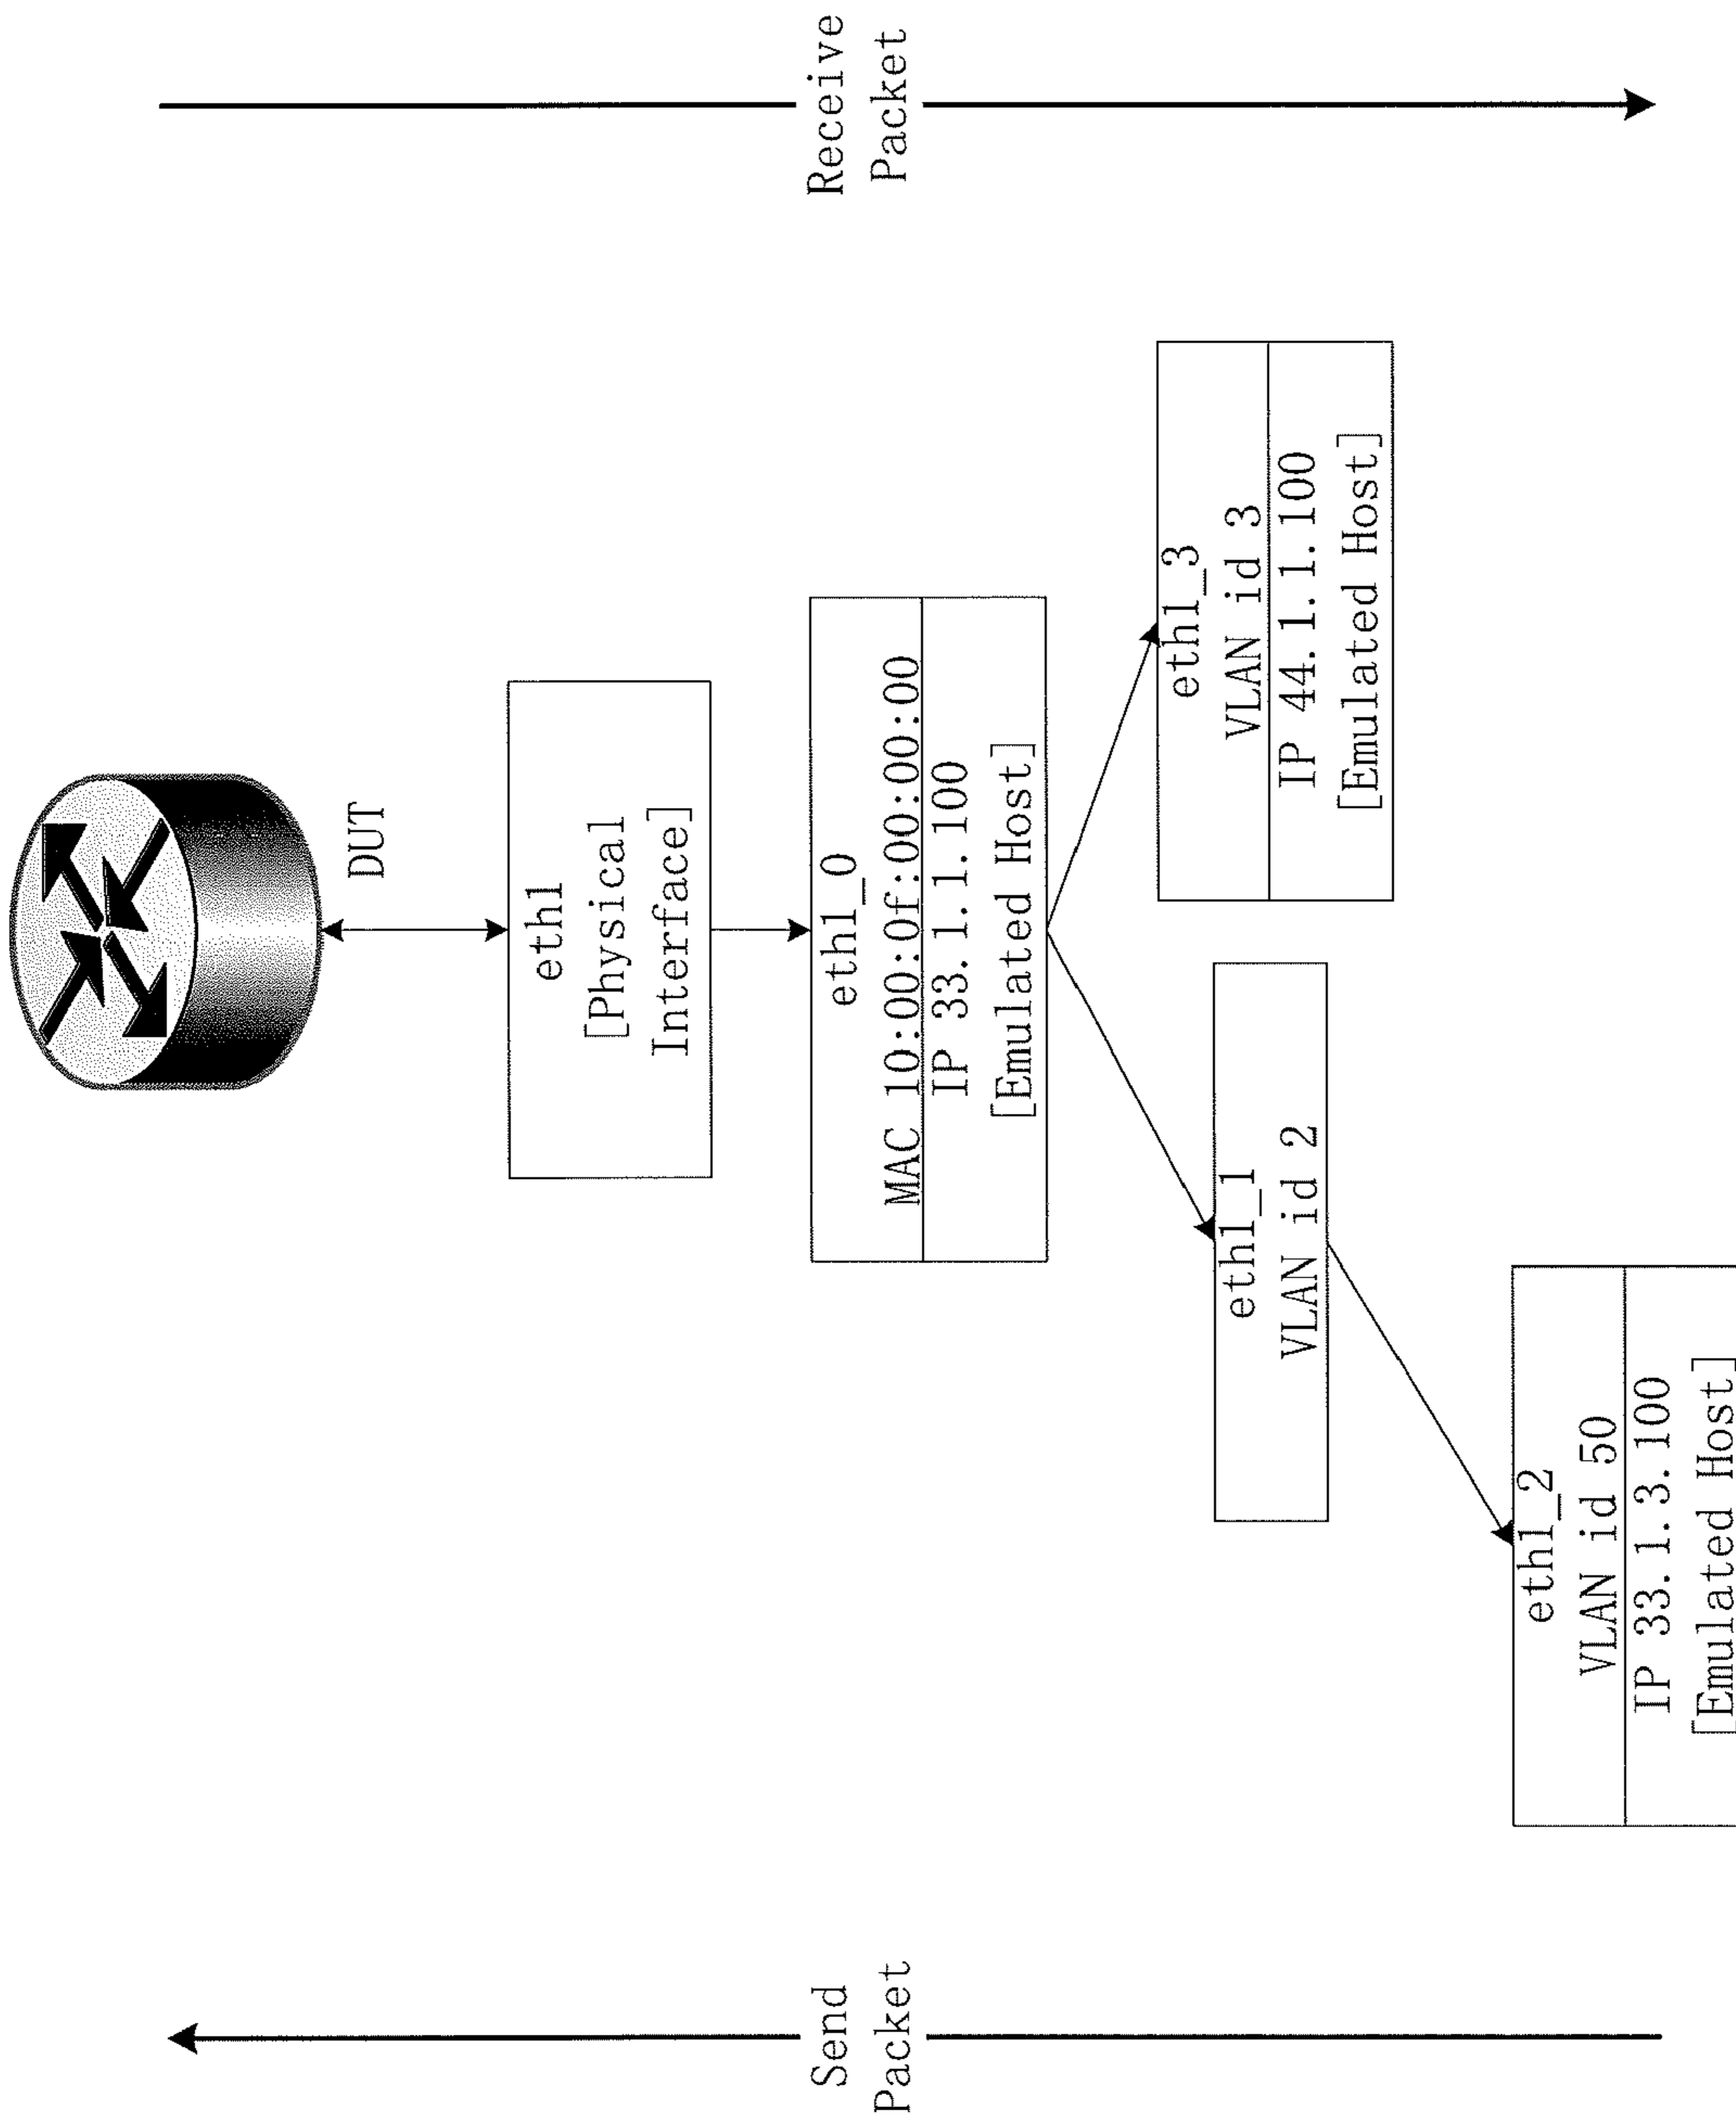 Send
Packet
DUT
eth1
[Physical
Interface]
eth1_0
MAC 10:00:0f:00:00:00
IP 33.1.1.100
[Emulated Host]
eth1_1
VLAN id 2
eth1_3
VLAN id 3
IP 44.1.1.100
[Emulated Host]
eth1_2
VLAN id 50
IP 33.1.3.100
[Emulated Host]
Receive
Packet